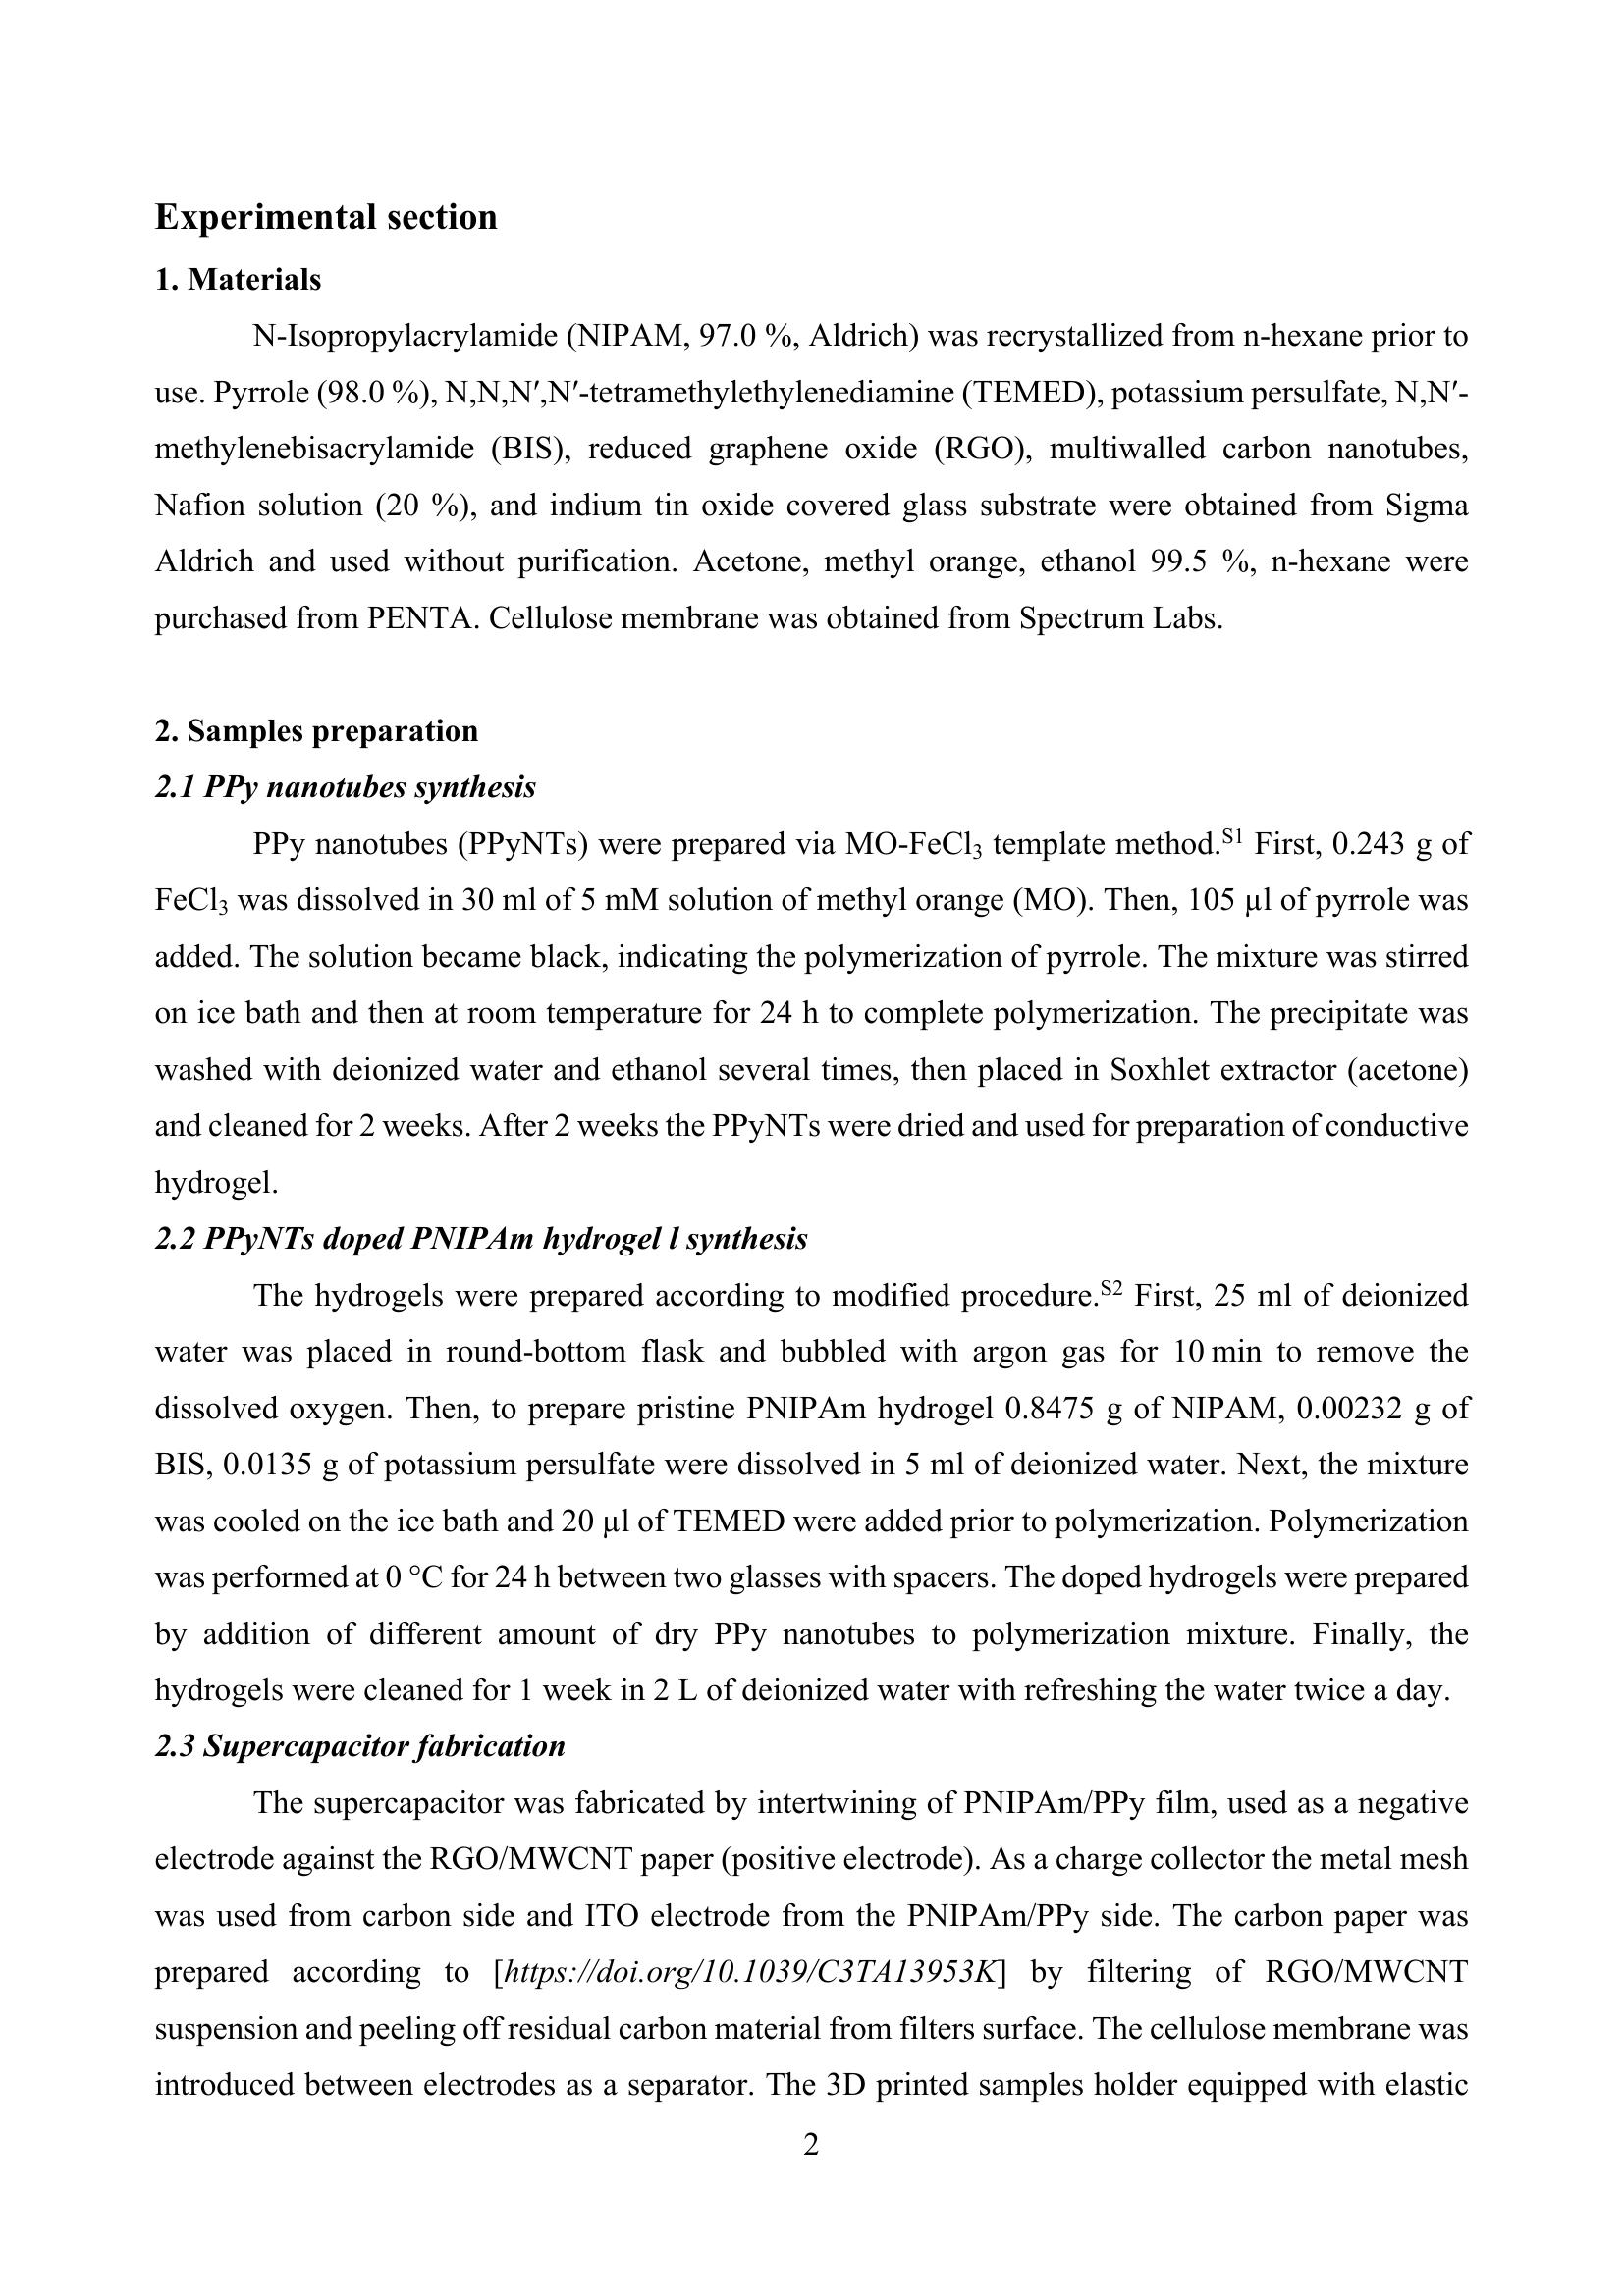 Experimental section
1. Materials
N-Isopropylacrylamide (NIPAM, 97.0 %, Aldrich) was recrystallized from n-hexane prior to
use. Pyrrole (98.0 %), N,N,N′,N′-tetramethylethylenediamine (TEMED), potassium persulfate, N,N′-
methylenebisacrylamide (BIS), reduced graphene oxide (RGO), multiwalled carbon nanotubes,
Nafion solution (20 %), and indium tin oxide covered glass substrate were obtained from Sigma
Aldrich and used without purification. Acetone, methyl orange, ethanol 99.5 %, n-hexane were
purchased from PENTA. Cellulose membrane was obtained from Spectrum Labs.
2. Samples preparation
2.1 PPy nanotubes synthesis
PPy nanotubes (PPyNTs) were prepared via MO-FeCl₃ template method.S1 First, 0.243 g of
FeCl₃ was dissolved in 30 ml of 5 mM solution of methyl orange (MO). Then, 105 µl of pyrrole was
added. The solution became black, indicating the polymerization of pyrrole. The mixture was stirred
on ice bath and then at room temperature for 24 h to complete polymerization. The precipitate was
washed with deionized water and ethanol several times, then placed in Soxhlet extractor (acetone)
and cleaned for 2 weeks. After 2 weeks the PPyNTs were dried and used for preparation of conductive
hydrogel.
2.2 PPyNTs doped PNIPAm hydrogel l synthesis
The hydrogels were prepared according to modified procedure.S2 First, 25 ml of deionized
water was placed in round-bottom flask and bubbled with argon gas for 10 min to remove the
dissolved oxygen. Then, to prepare pristine PNIPAm hydrogel 0.8475 g of NIPAM, 0.00232 g of
BIS, 0.0135 g of potassium persulfate were dissolved in 5 ml of deionized water. Next, the mixture
was cooled on the ice bath and 20 µl of TEMED were added prior to polymerization. Polymerization
was performed at 0 °C for 24 h between two glasses with spacers. The doped hydrogels were prepared
by addition of different amount of dry PPy nanotubes to polymerization mixture. Finally, the
hydrogels were cleaned for 1 week in 2 L of deionized water with refreshing the water twice a day.
2.3 Supercapacitor fabrication
The supercapacitor was fabricated by intertwining of PNIPAm/PPy film, used as a negative
electrode against the RGO/MWCNT paper (positive electrode). As a charge collector the metal mesh
was used from carbon side and ITO electrode from the PNIPAm/PPy side. The carbon paper was
prepared according to [https://doi.org/10.1039/C3TA13953K] by filtering of RGO/MWCNT
suspension and peeling off residual carbon material from filters surface. The cellulose membrane was
introduced between electrodes as a separator. The 3D printed samples holder equipped with elastic
2